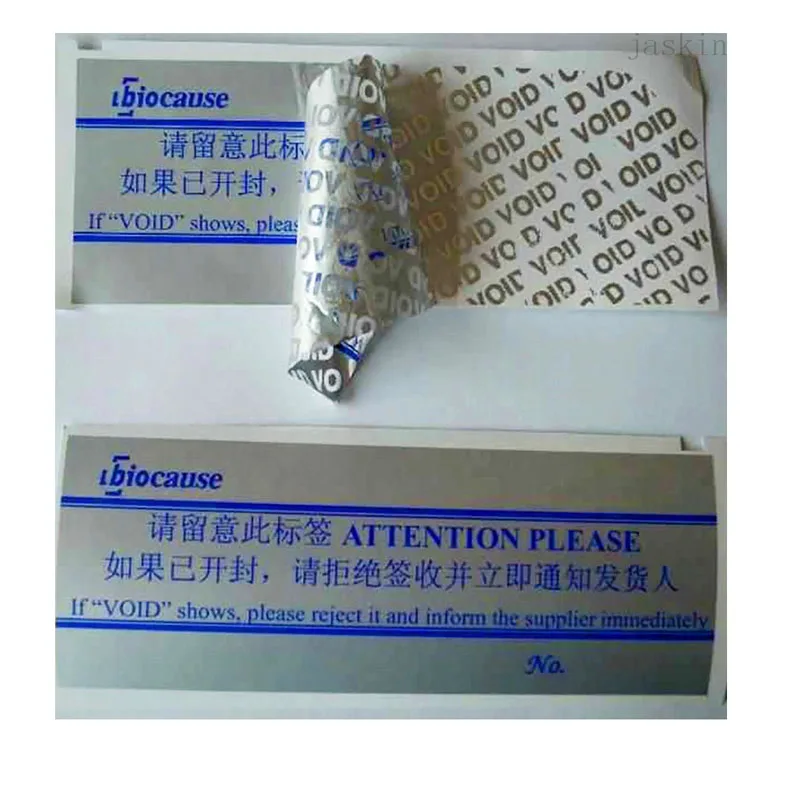 jaskin
biocause
请留意此标
如果已开封，
If “VOID” shows, pleas
VOID VOID VOID VOID
biocause
请留意此标签 ATTENTION PLEASE
如果已开封，请拒绝签收并立即通知发货人
If “VOID” shows, please reject it and inform the supplier immediately
No.